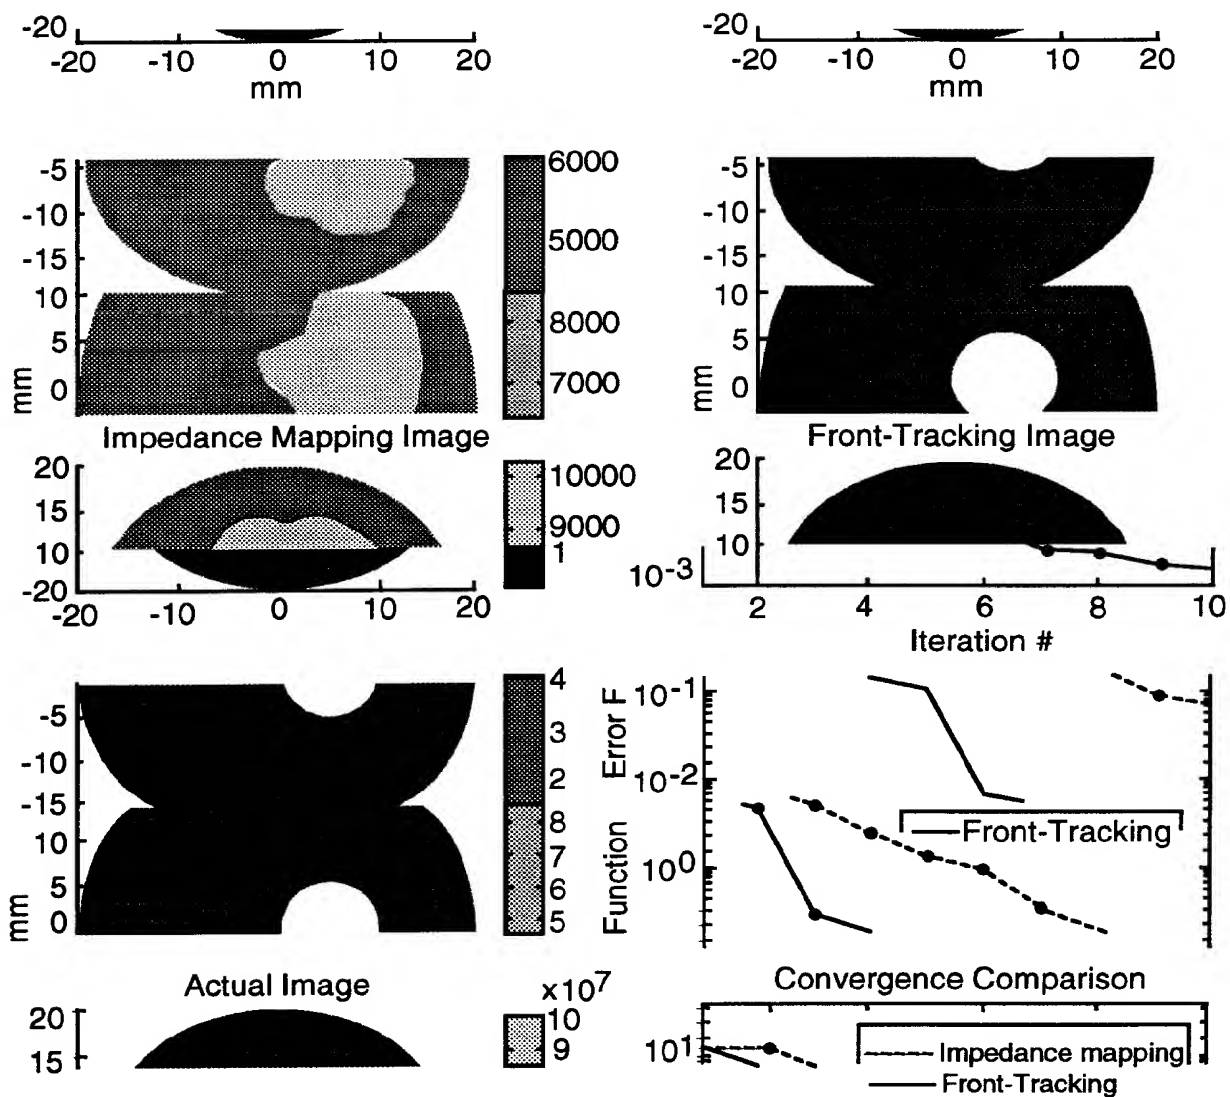 -20
-20 -10 0 10 20
mm
-20
-20 -10 0 10 20
mm
-5
-10
-15
10
5
0
mm
6000
5000
8000
7000
-5
-10
-15
10
5
0
mm
Impedance Mapping Image
20
15
10
-20
-20 -10 0 10 20
10000
9000
1
Front-Tracking Image
20
15
10
10-3
2 4 6 8 10
Iteration #
-5
-10
-15
10
5
0
mm
4
3
2
8
7
6
5
Function Error F
10-1
10-2
100
Front-Tracking
Actual Image
x107
20
15
10
9
Convergence Comparison
101
Impedance mapping
Front-Tracking